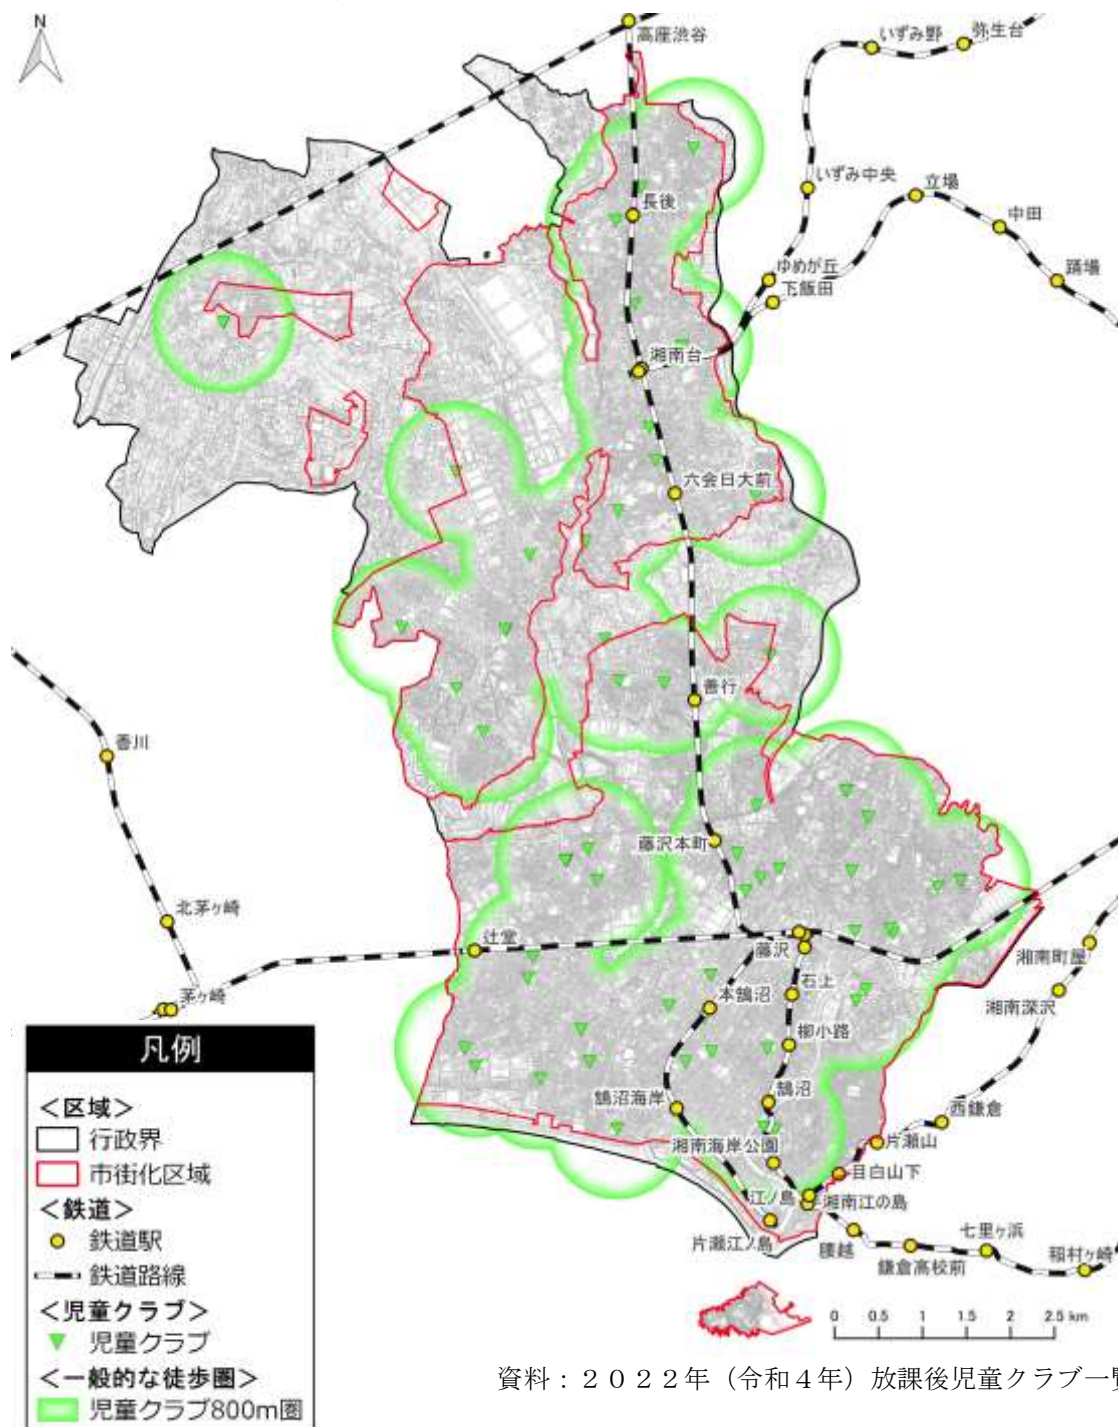 N
高座渋谷
いずみ野
弥生台
いずみ中央
立場
長後
中田
ゆめが丘
踊場
下飯田
湘南台
六会日大前
善行
香川
藤沢本町
北茅ヶ崎
辻堂
藤沢
湘南町屋
茅ヶ崎
石上
本鵠沼
湘南深沢
柳小路
鵠沼海岸
鵠沼
西鎌倉
湘南海岸公園
片瀬山
目白山下
江ノ島
湘南江の島
片瀬江ノ島
腰越
七里ヶ浜
鎌倉高校前
稲村ヶ崎
凡例
＜区域＞
行政界
市街化区域
＜鉄道＞
鉄道駅
鉄道路線
＜児童クラブ＞
児童クラブ
＜一般的な徒歩圏＞
児童クラブ800m圏
0 0.5 1 1.5 2 2.5 km
資料：２０２２年（令和４年）放課後児童クラブ一覧